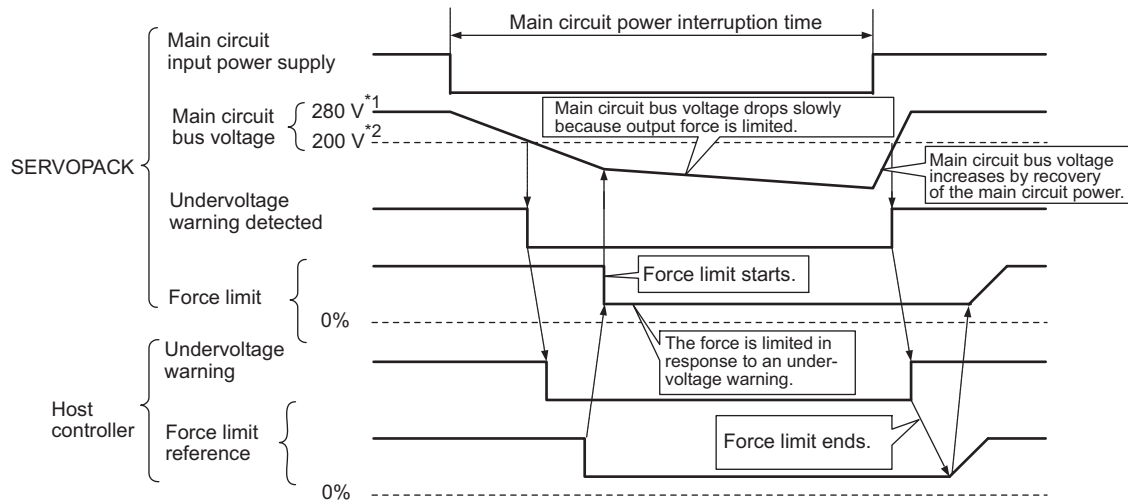 Main circuit power interruption time
Main circuit
input power supply
Main circuit
bus voltage
280 V*1
200 V*2
Main circuit bus voltage drops slowly
because output force is limited.
Main circuit bus voltage
increases by recovery
of the main circuit power.
SERVOPACK
Undervoltage
warning detected
Force limit starts.
Force limit
0%
The force is limited in
response to an under-
voltage warning.
Undervoltage
warning
Host
controller
Force limit
reference
Force limit ends.
0%